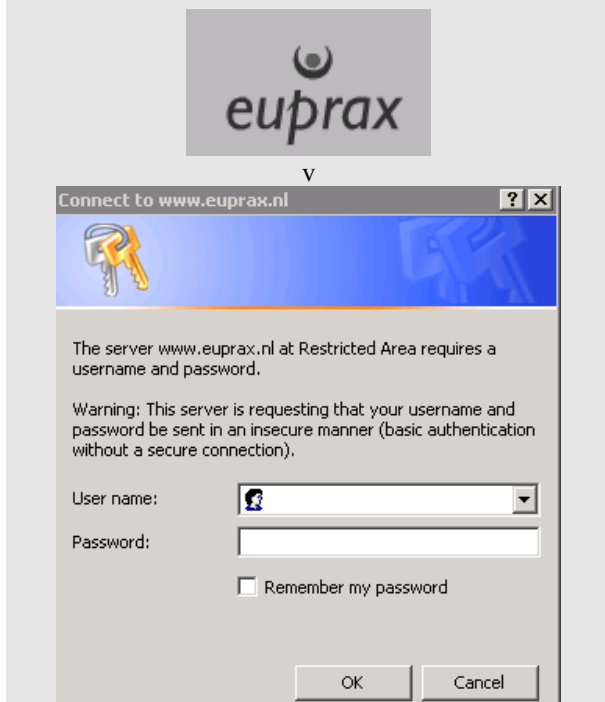 euprax
v
Connect to www.euprax.nl
?
The server www.euprax.nl at Restricted Area requires a
username and password.
Warning: This server is requesting that your username and
password be sent in an insecure manner (basic authentication
without a secure connection).
User name:
Password:
Remember my password
OK Cancel